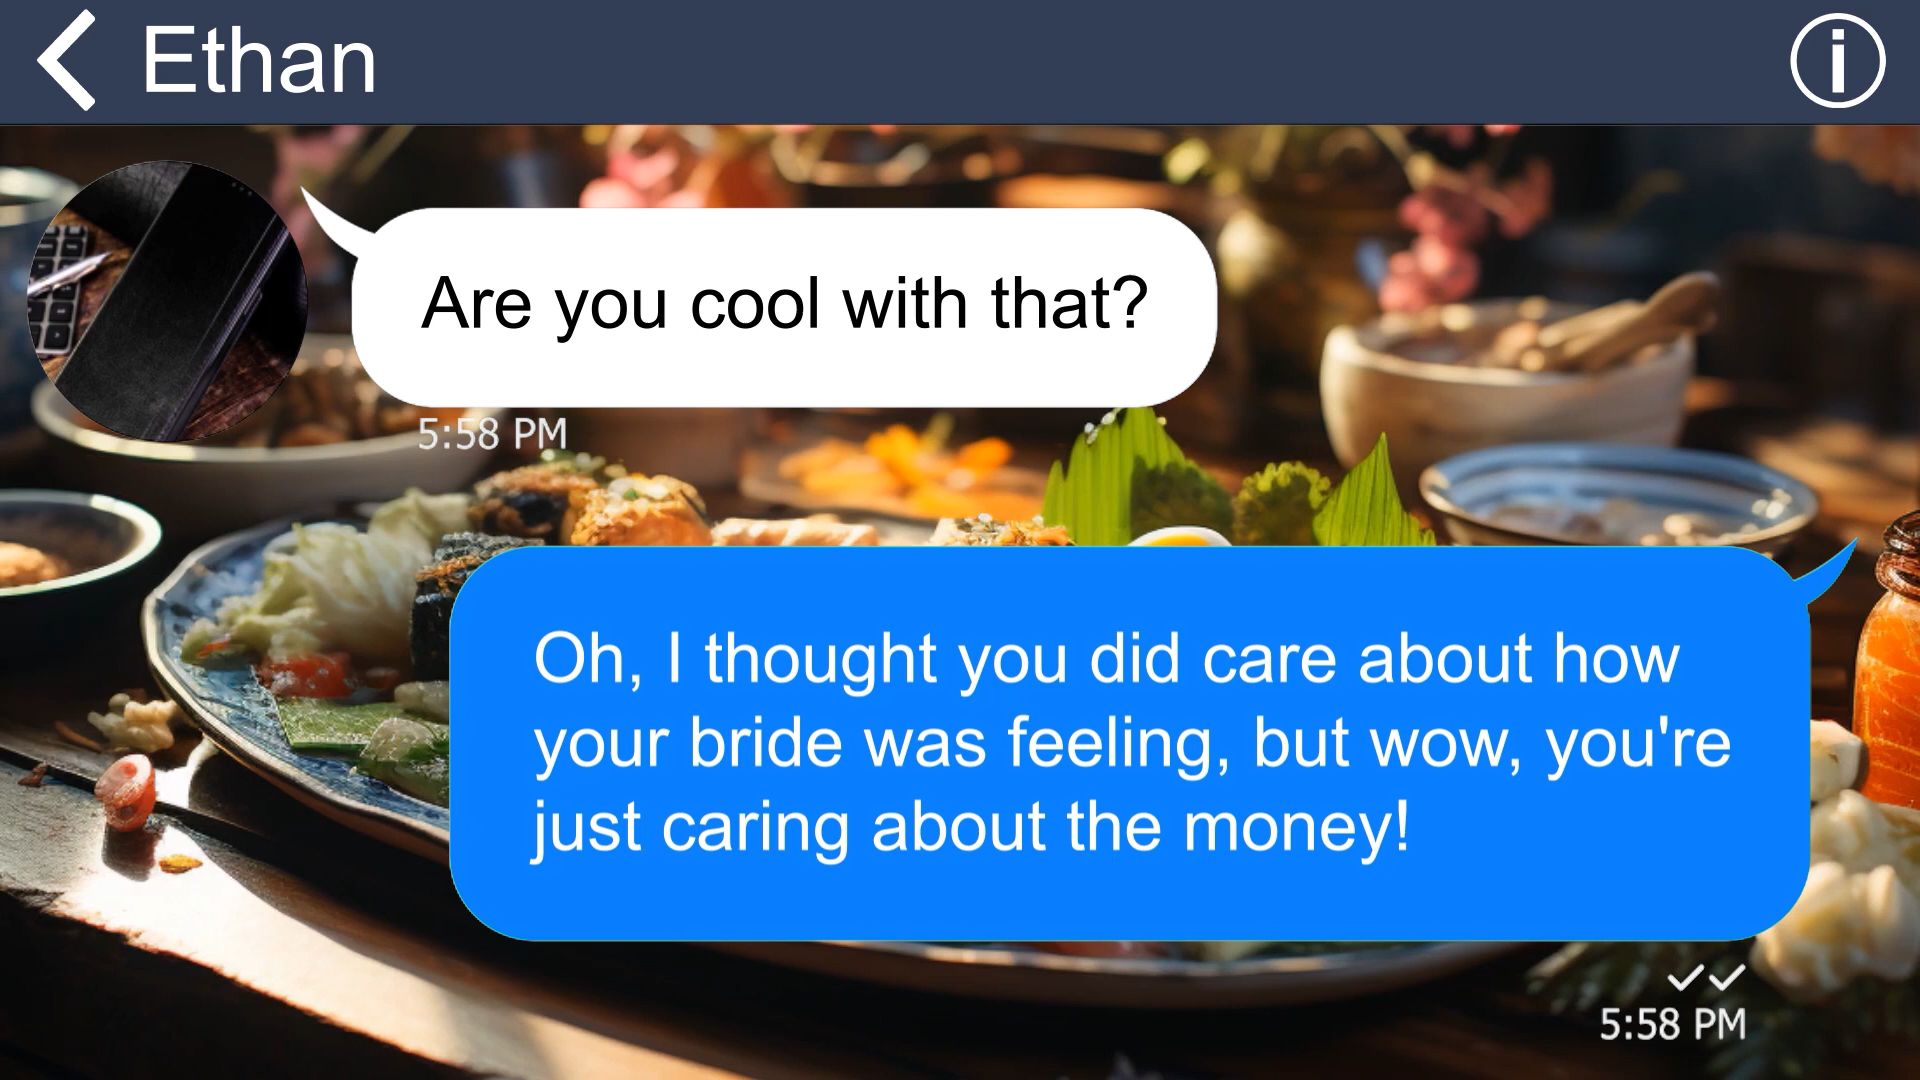 Ethan
Are you cool with that?
5:58 PM
Oh, I thought you did care about how
your bride was feeling, but wow, you're
just caring about the money!
5:58 PM